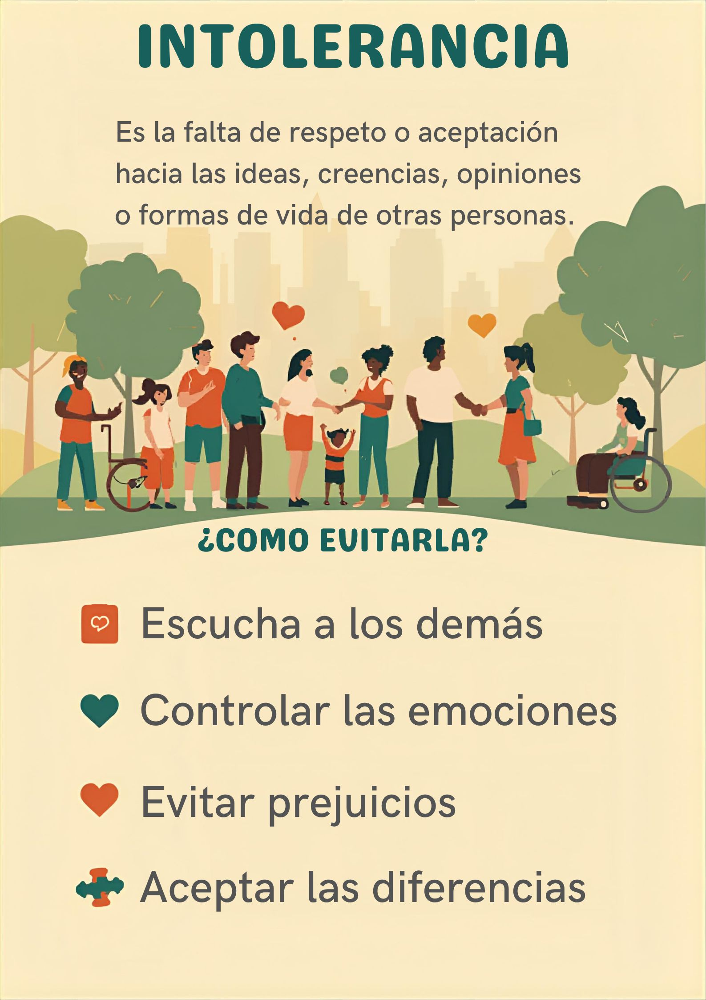 INTOLERANCIA
Es la falta de respeto o aceptación
hacia las ideas, creencias, opiniones
o formas de vida de otras personas.
¿COMO EVITARLA?
Escucha a los demás
Controlar las emociones
Evitar prejuicios
Aceptar las diferencias